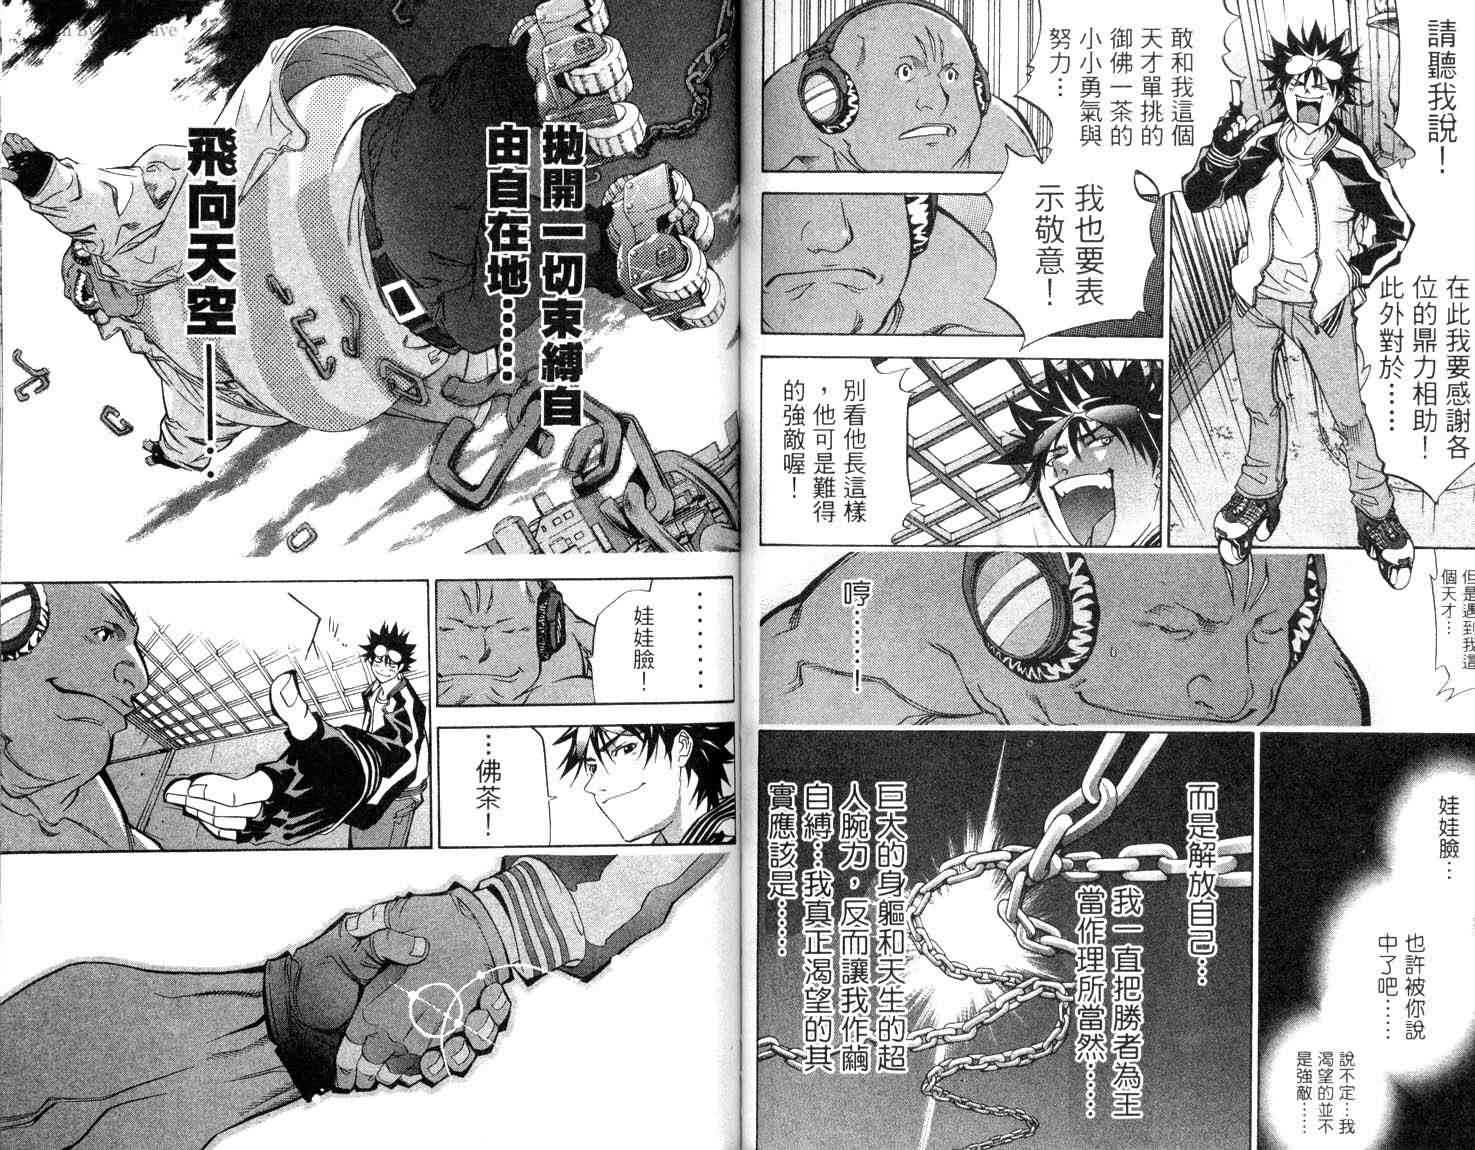 請聽我說！
在此我要感謝各
位的鼎力相助！
此外對於……
敢和我這個
天才單挑的
御佛一茶的
小小勇氣與
努力…
我也要表
示敬意！
別看他長這樣
，他可是難得
的強敵喔！
但是遇到我這
個天才…
哼……！
娃娃臉…
也許被你說
中了吧……
說不定…我
渴望的並不
是強敵……
而是解放自己…
我一直把勝者為王
當作理所當然……
巨大的身軀和天生的超
人腕力，反而讓我作繭
自縛…我真正渴望的其
實應該是……
拋開一切束縛自
由自在地……
飛向天空——…
………
娃娃臉！
…佛茶！